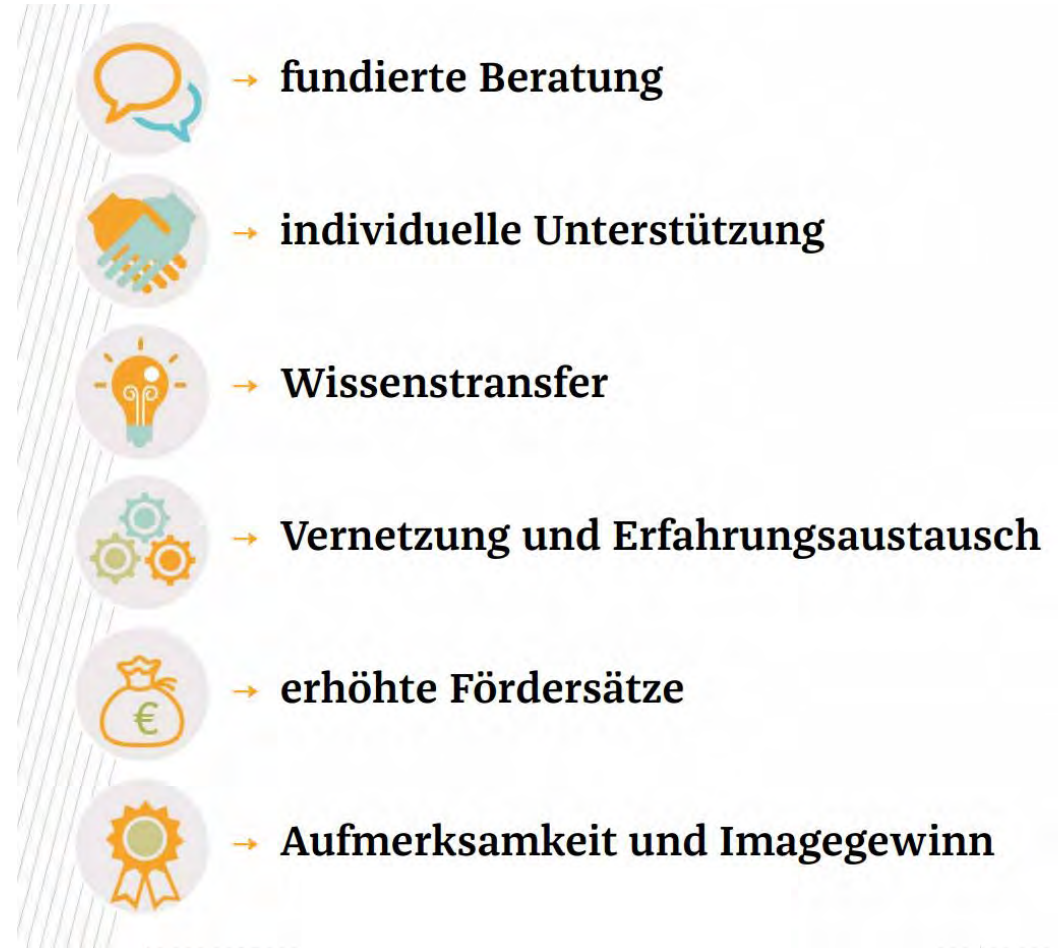 → fundierte Beratung
→ individuelle Unterstützung
→ Wissenstransfer
→ Vernetzung und Erfahrungsaustausch
€ → erhöhte Fördersätze
→ Aufmerksamkeit und Imagegewinn